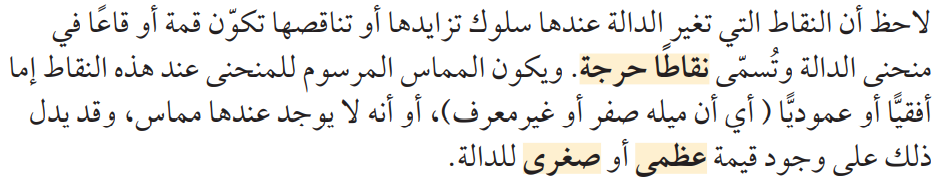 لاحظ أن النقاط التي تغير الدالة عندها سلوك تزايدها أو تناقصها تكوّن قمة أو قاعًا في
منحنى الدالة وتُسمّى نقاطًا حرجة. ويكون المماس المرسوم للمنحنى عند هذه النقاط إما
أفقيًّا أو عموديًّا ( أي أن ميله صفر أو غيرمعرف)، أو أنه لا يوجد عندها مماس، وقد يدل
ذلك على وجود قيمة عظمى أو صغرى للدالة.